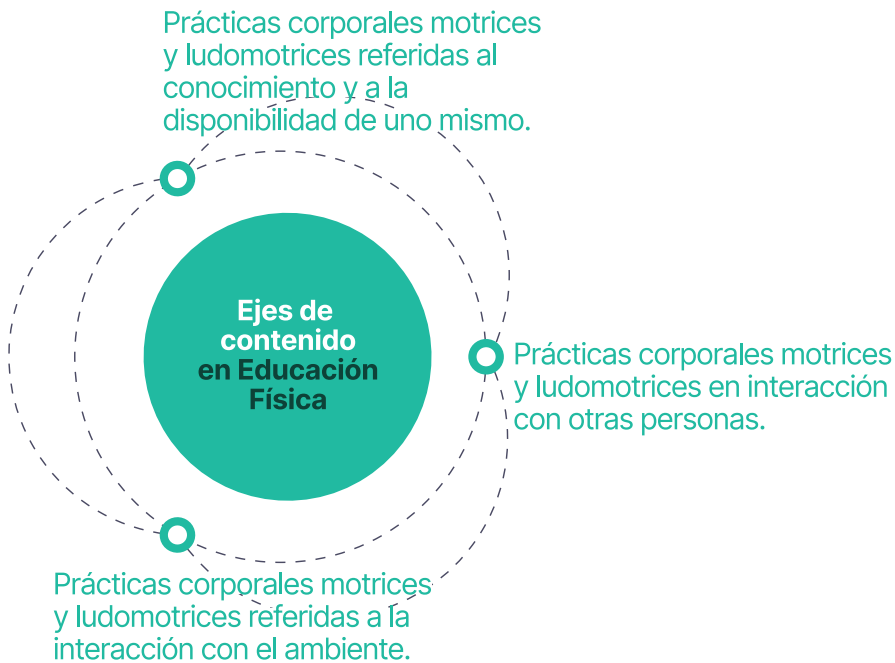 Prácticas corporales motrices
y ludomotrices referidas al
conocimiento y a la
disponibilidad de uno mismo.
Ejes de
contenido
en Educación
Física
Prácticas corporales motrices
y ludomotrices en interacción
con otras personas.
Prácticas corporales motrices
y ludomotrices referidas a la
interacción con el ambiente.